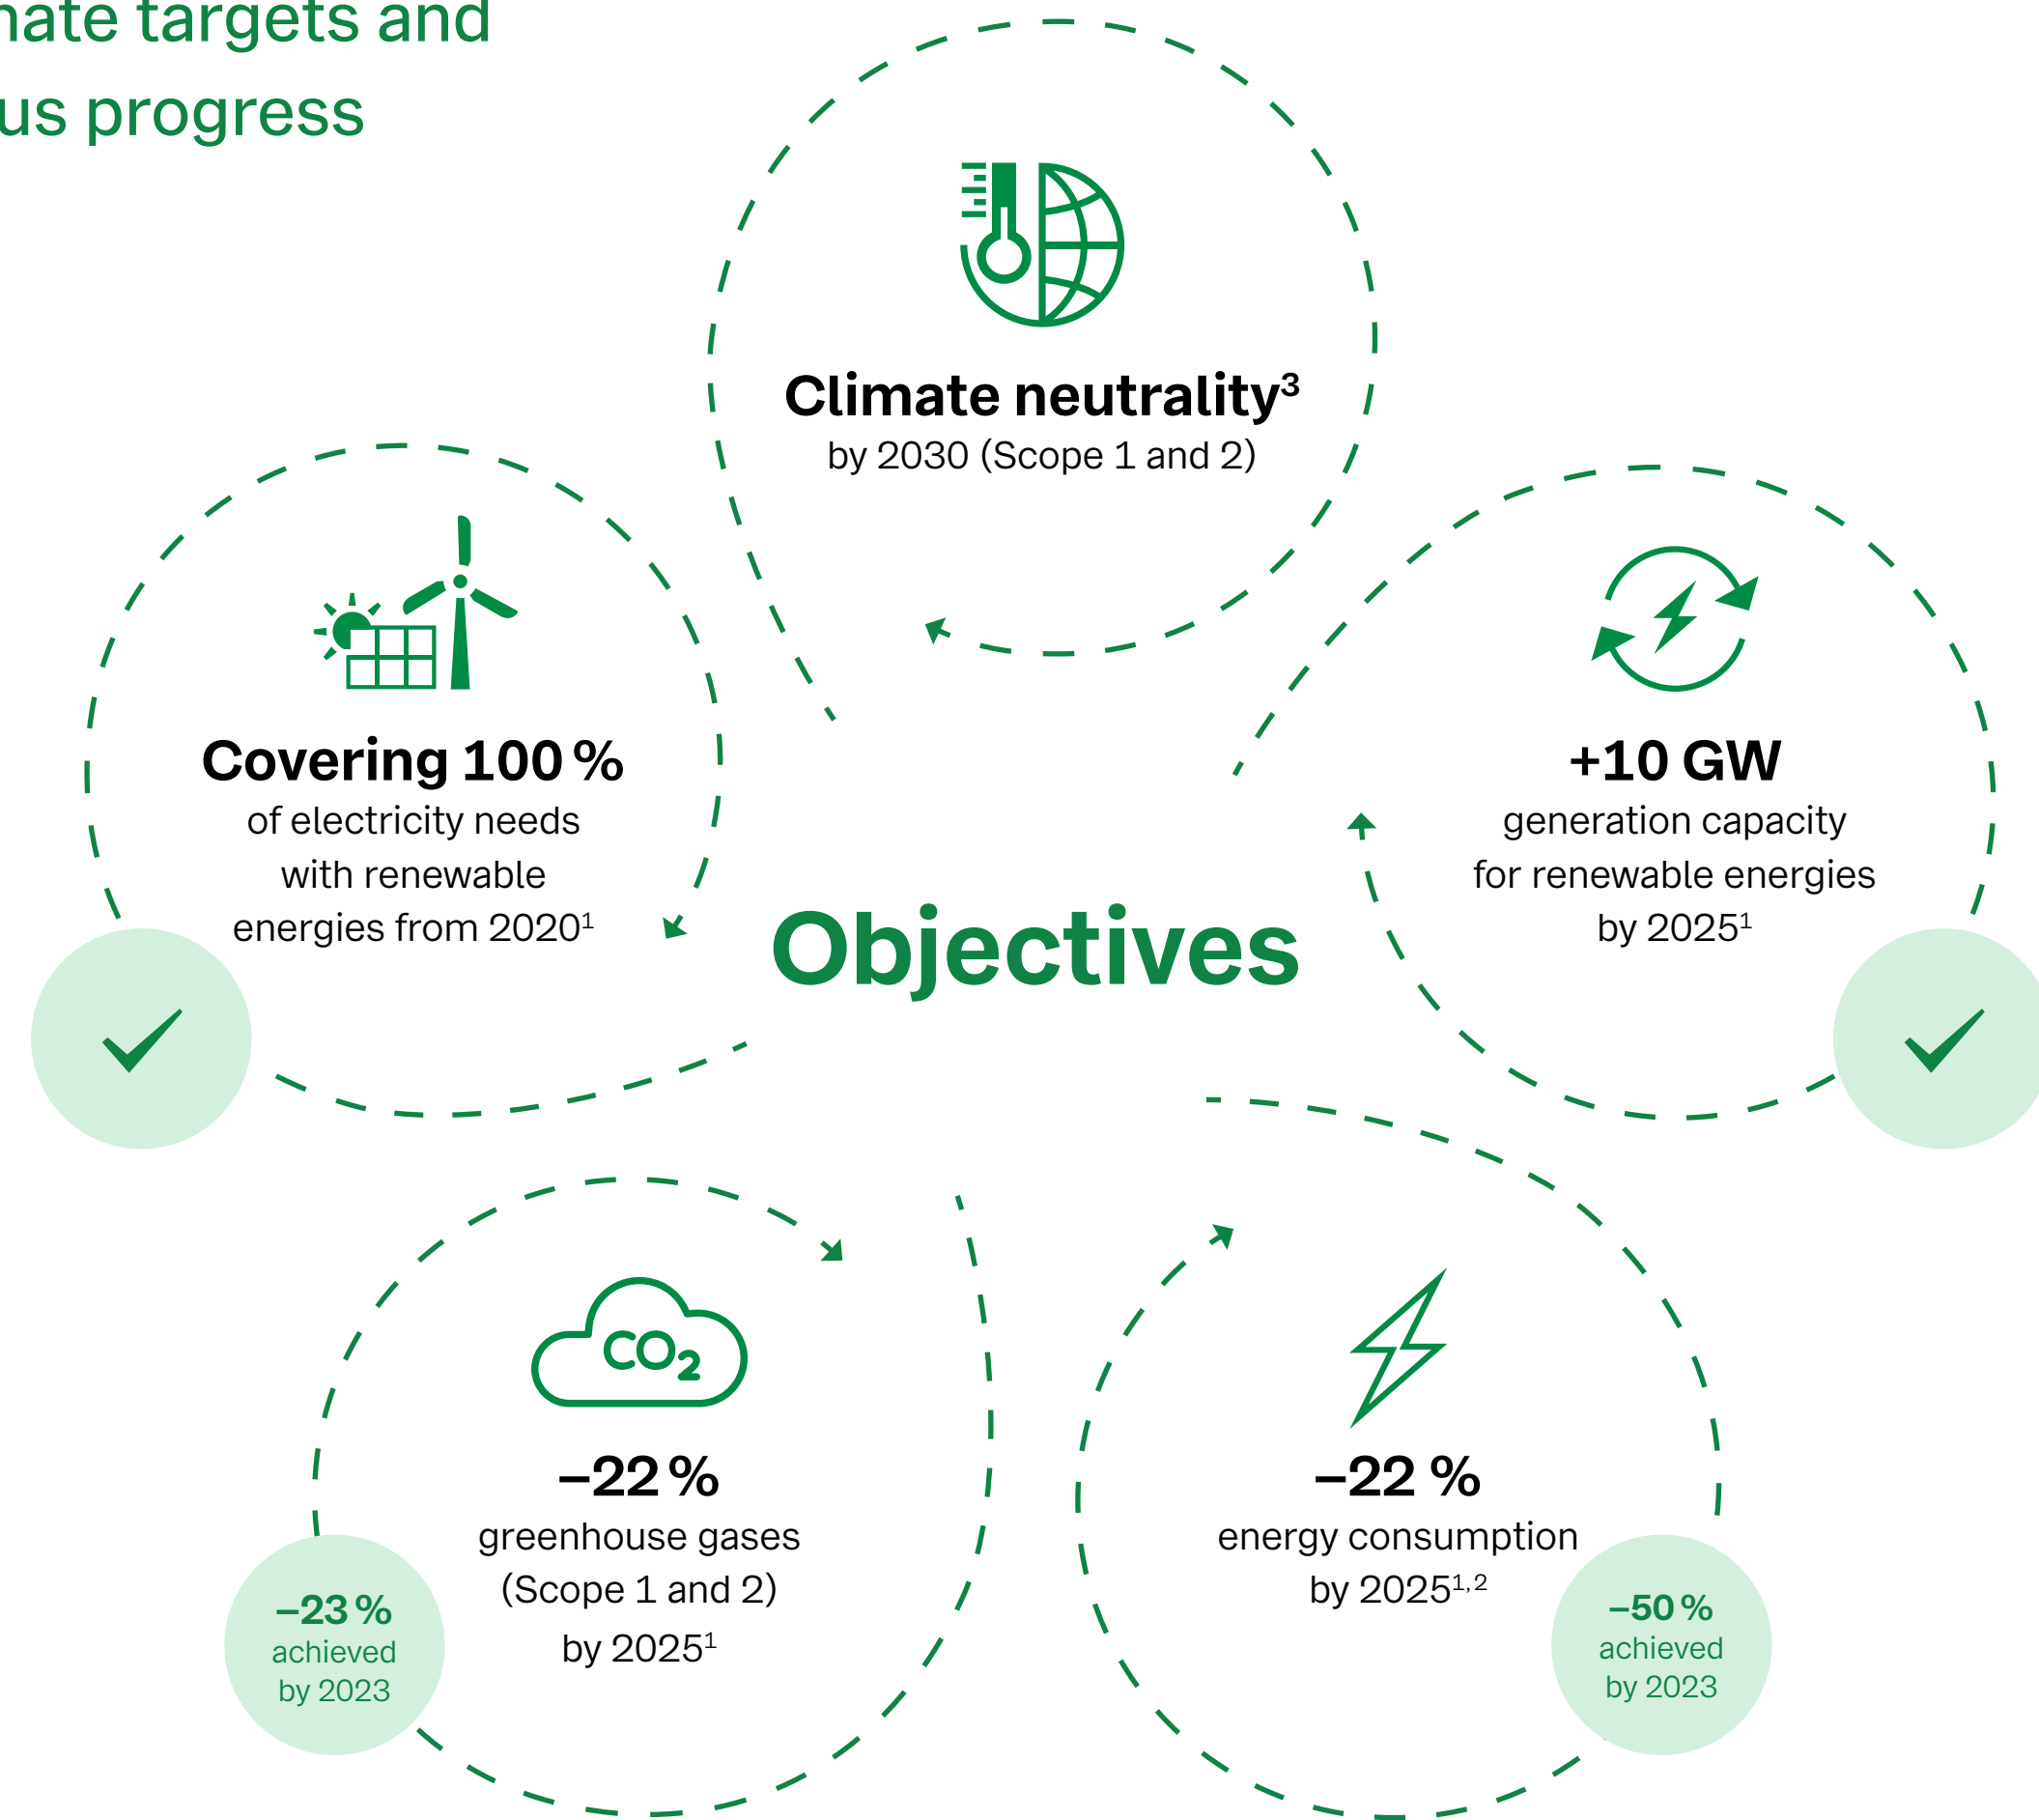 targets and
progress
Climate neutrality³
by 2030 (Scope 1 and 2)
Covering 100 %
of electricity needs
with renewable
energies from 2020¹
+10 GW
generation capacity
for renewable energies
by 2025¹
Objectives
CO₂
–22 %
greenhouse gases
(Scope 1 and 2)
by 2025¹
–23 %
achieved
by 2023
–22 %
energy consumption
by 2025¹,²
–50 %
achieved
by 2023